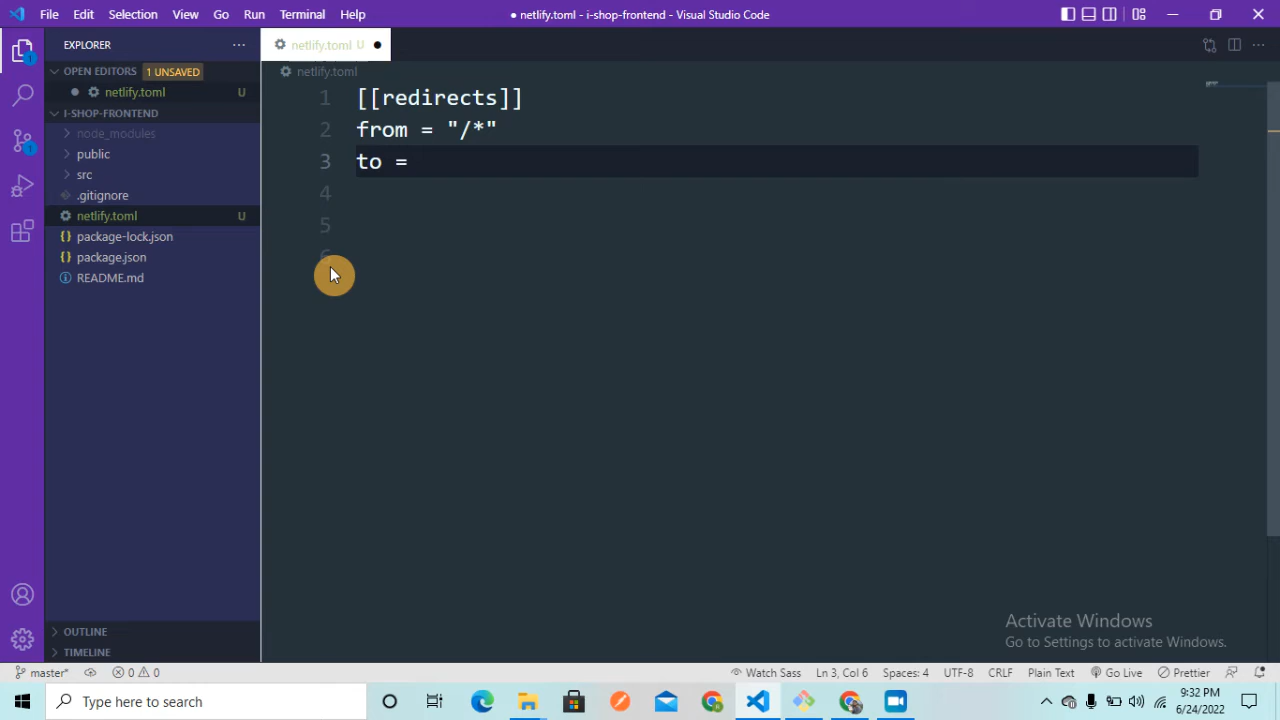 File Edit Selection View Go Run Terminal Help
● netlify.toml - i-shop-frontend - Visual Studio Code
EXPLORER
OPEN EDITORS 1 UNSAVED
netlify.toml U
I-SHOP-FRONTEND
node_modules
public
src
.gitignore
netlify.toml U
package-lock.json
package.json
README.md
OUTLINE
TIMELINE
netlify.toml U
netlify.toml
1 [[redirects]]
2 from = "/*"
3 to =
4
5
6
Activate Windows
Go to Settings to activate Windows.
master* 0 0
Watch Sass Ln 3, Col 6 Spaces: 4 UTF-8 CRLF Plain Text Go Live Prettier
Type here to search
9:32 PM
6/24/2022